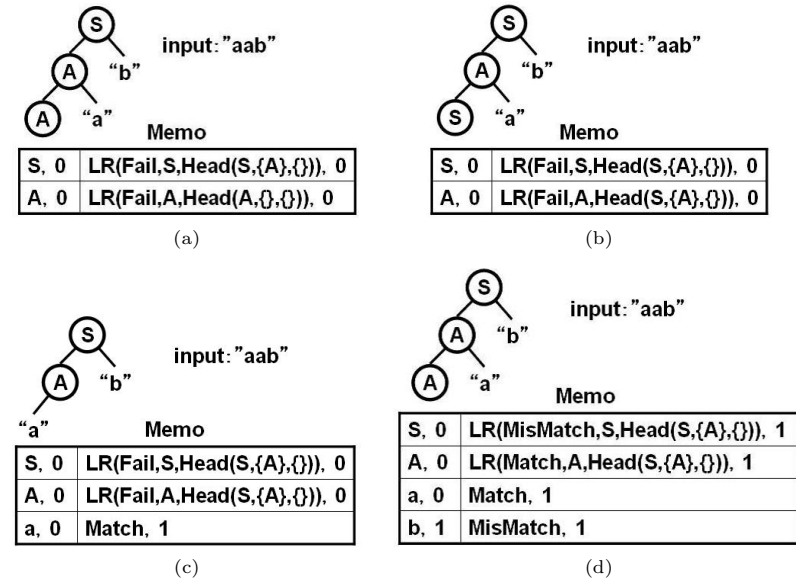 S
input:"aab"
A
"b"
A
"a"
Memo
S, 0 LR(Fail,S,Head(S,{A},{})), 0
A, 0 LR(Fail,A,Head(A,{},{})), 0
(a)
S
input:"aab"
A
"b"
S
"a"
Memo
S, 0 LR(Fail,S,Head(S,{A},{})), 0
A, 0 LR(Fail,A,Head(S,{A},{})), 0
(b)
S
input:"aab"
A
"b"
"a"
Memo
S, 0 LR(Fail,S,Head(S,{A},{})), 0
A, 0 LR(Fail,A,Head(S,{A},{})), 0
a, 0 Match, 1
(c)
S
input:"aab"
A
"b"
A
"a"
Memo
S, 0 LR(MisMatch,S,Head(S,{A},{})), 1
A, 0 LR(Match,A,Head(S,{A},{})), 1
a, 0 Match, 1
b, 1 MisMatch, 1
(d)